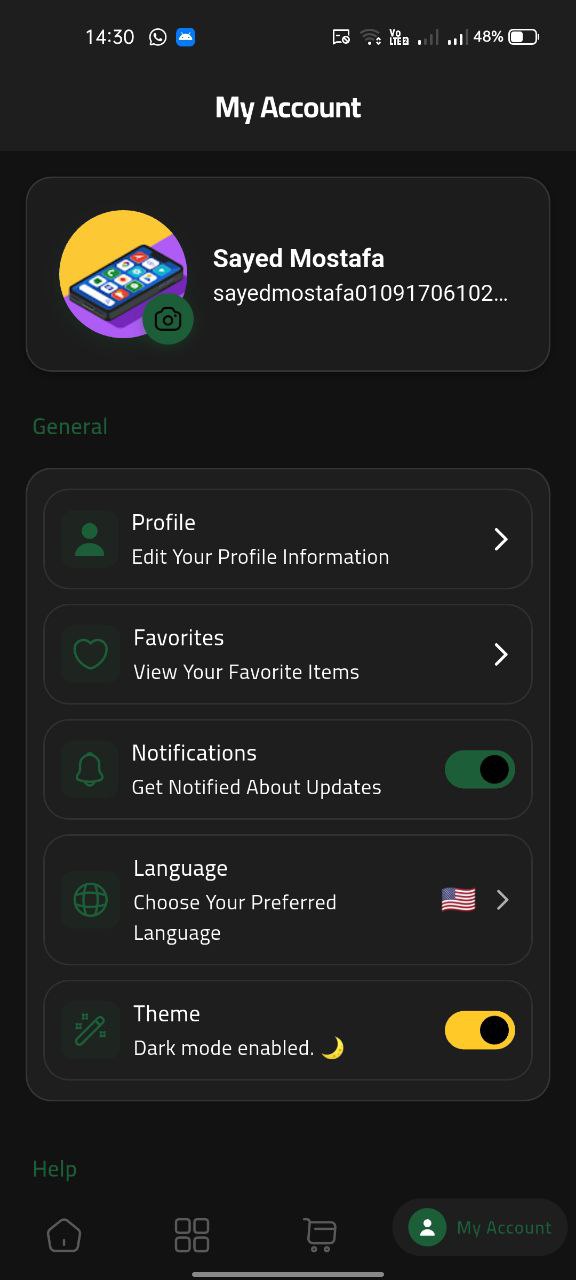 14:30
48%
My Account
Sayed Mostafa
sayedmostafa01091706102...
General
Profile
Edit Your Profile Information
Favorites
View Your Favorite Items
Notifications
Get Notified About Updates
Language
Choose Your Preferred
Language
Theme
Dark mode enabled. 🌙
Help
My Account